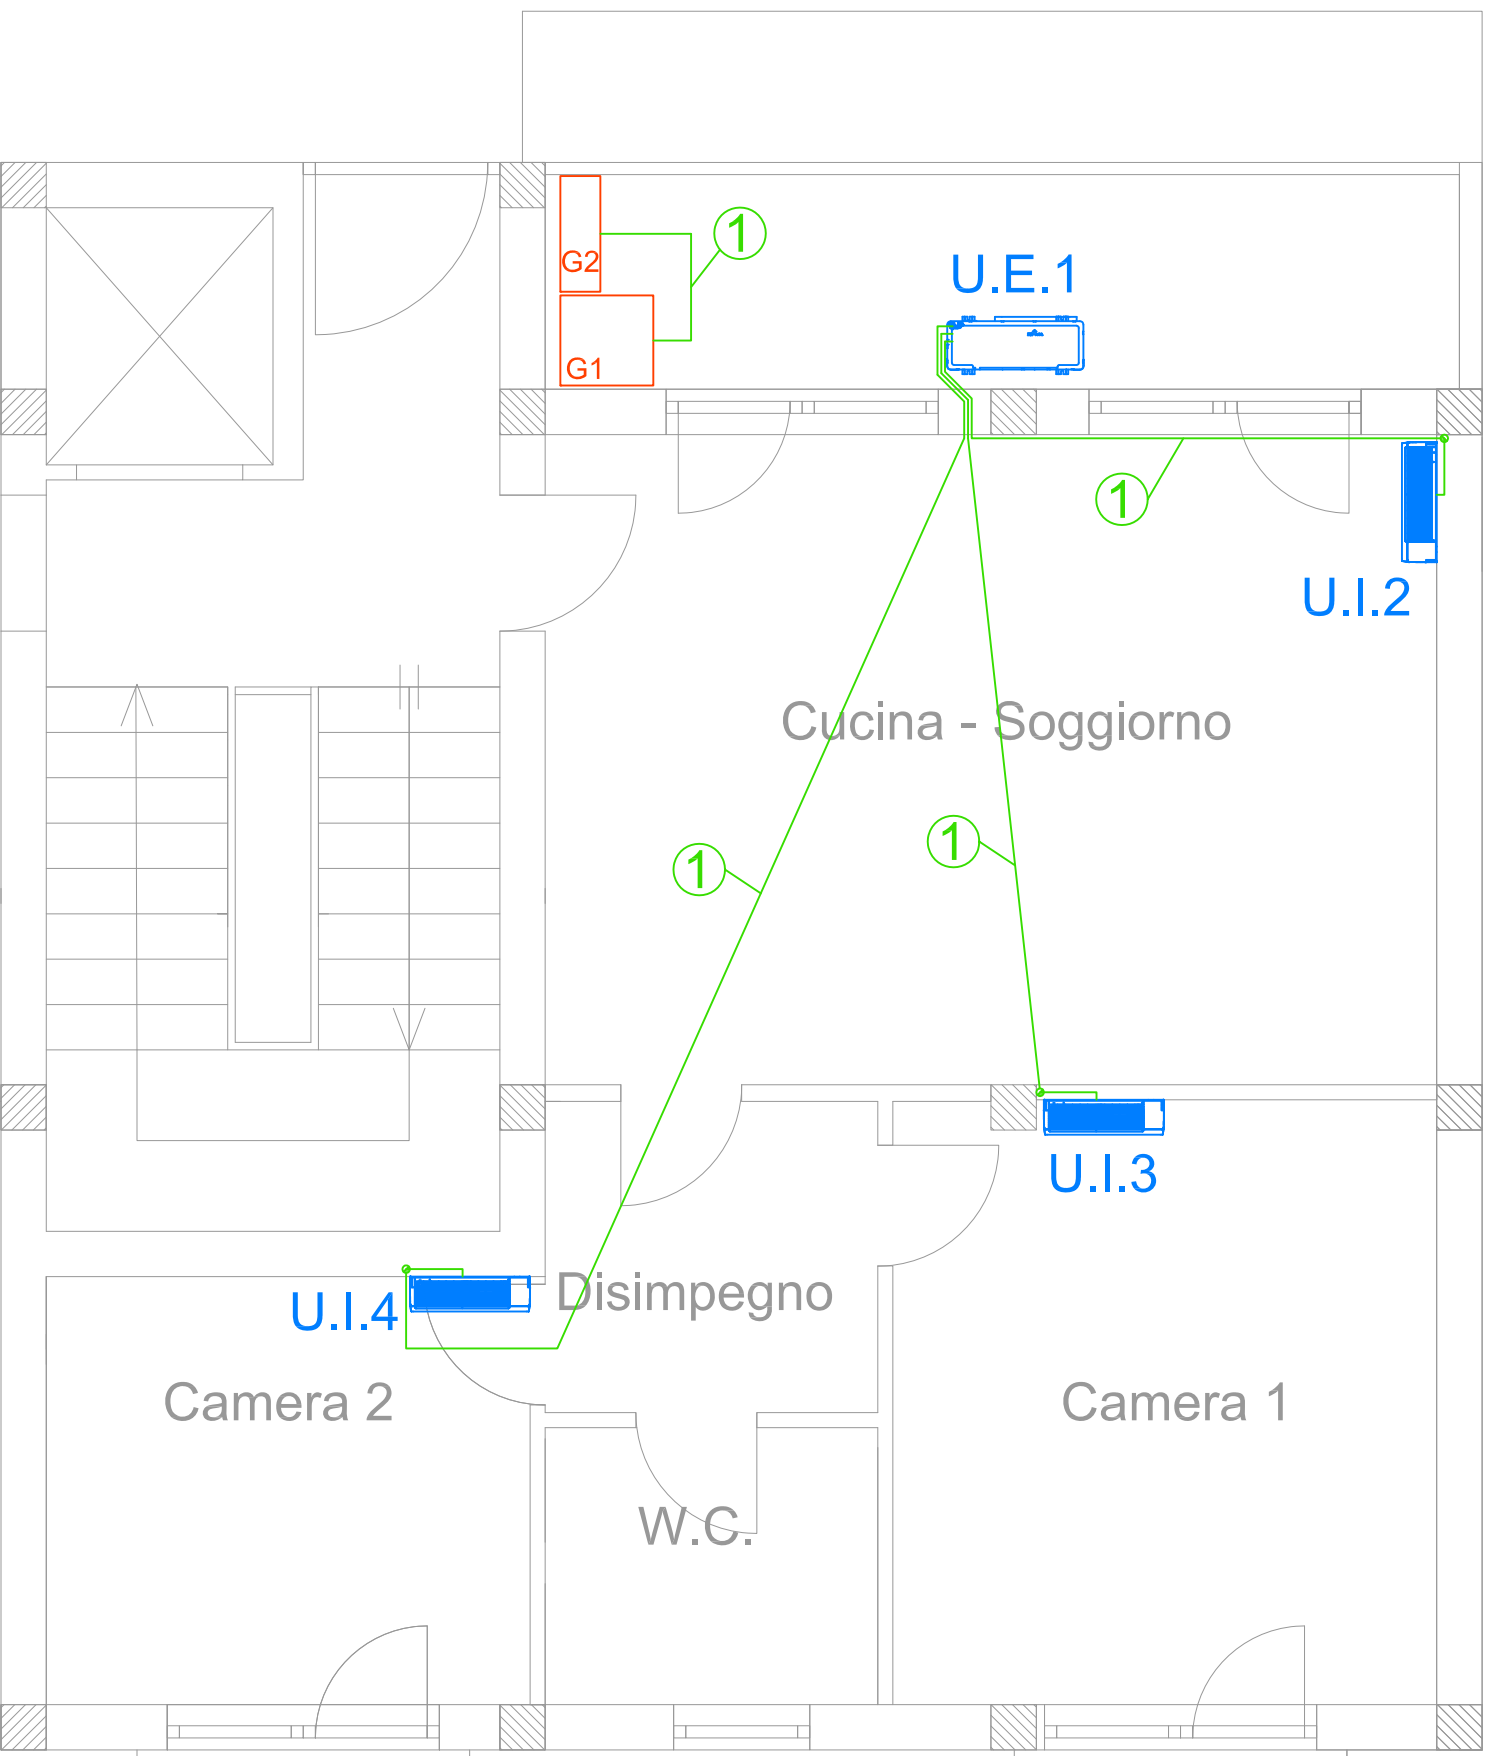 1
G2
U.E.1
G1
1
U.I.2
Cucina - Soggiorno
1
1
U.I.3
Disimpegno
U.I.4
Camera 2
Camera 1
W.C.